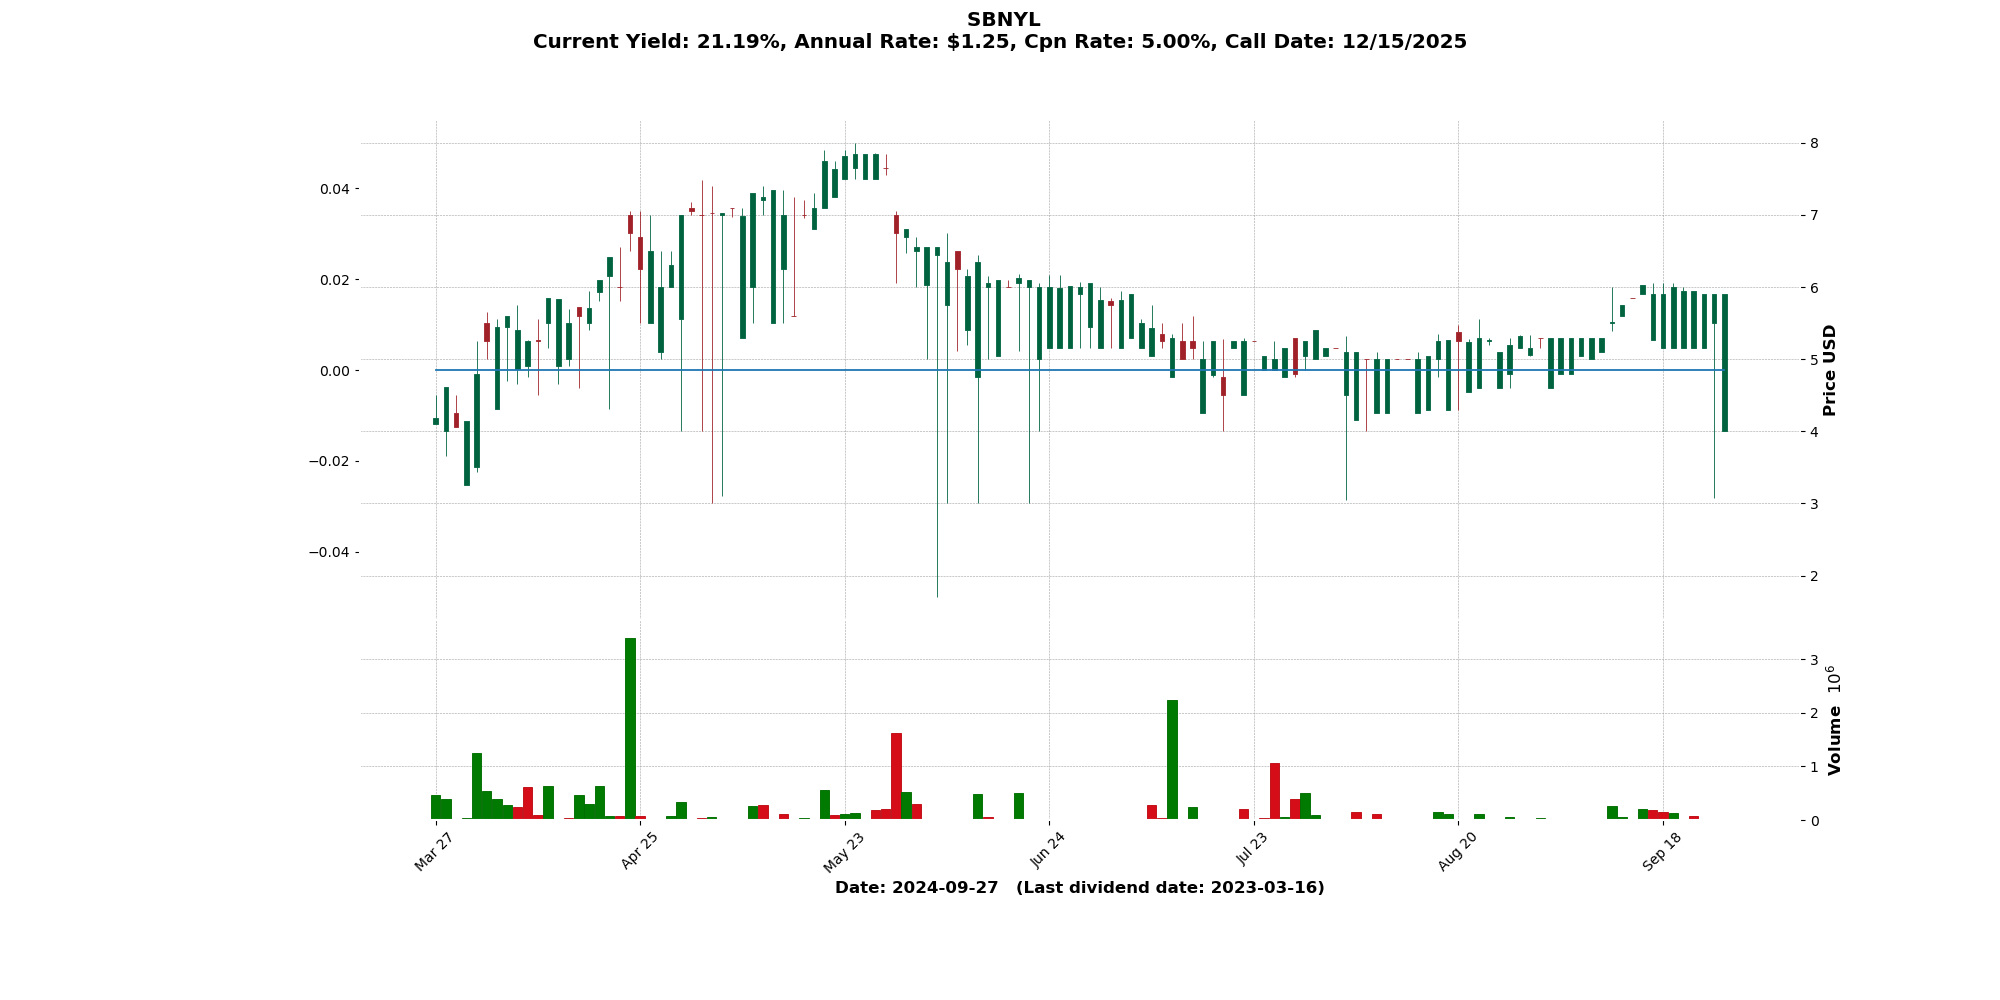 SBNYL
Current Yield: 21.19%, Annual Rate: $1.25, Cpn Rate: 5.00%, Call Date: 12/15/2025
0.04
0.02
0.00
−0.02
−0.04
8
7
6
5
4
3
2
Price USD
3
2
1
0
Volume 10⁶
Mar 27
Apr 25
May 23
Jun 24
Jul 23
Aug 20
Sep 18
Date: 2024-09-27 (Last dividend date: 2023-03-16)